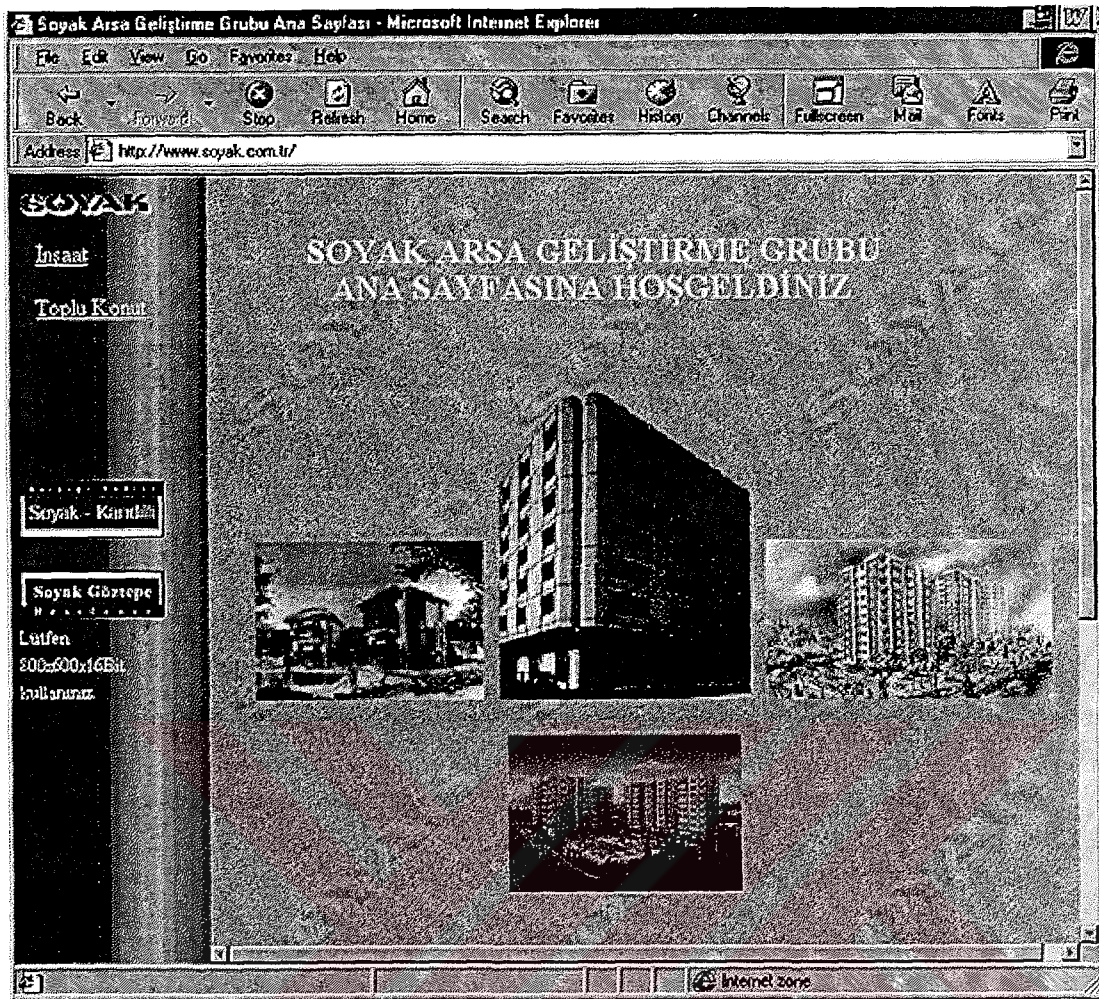 Soyak Arsa Geliştirme Grubu Ana Sayfası - Microsoft Internet Explorer
File Edit View Go Favorites Help
Back Forward Stop Refresh Home Search Favorites History Channels Fullscreen Mail Fonts Print
Address http://www.soyak.com.tr/
SOYAK
İnşaat
Toplu Konut
SOYAK ARSA GELİŞTİRME GRUBU
ANA SAYFASINA HOŞGELDİNİZ
Soyak - Kandilli
Soyak Göztepe
Lütfen
800x600x16Bit
kullanınız
Internet zone